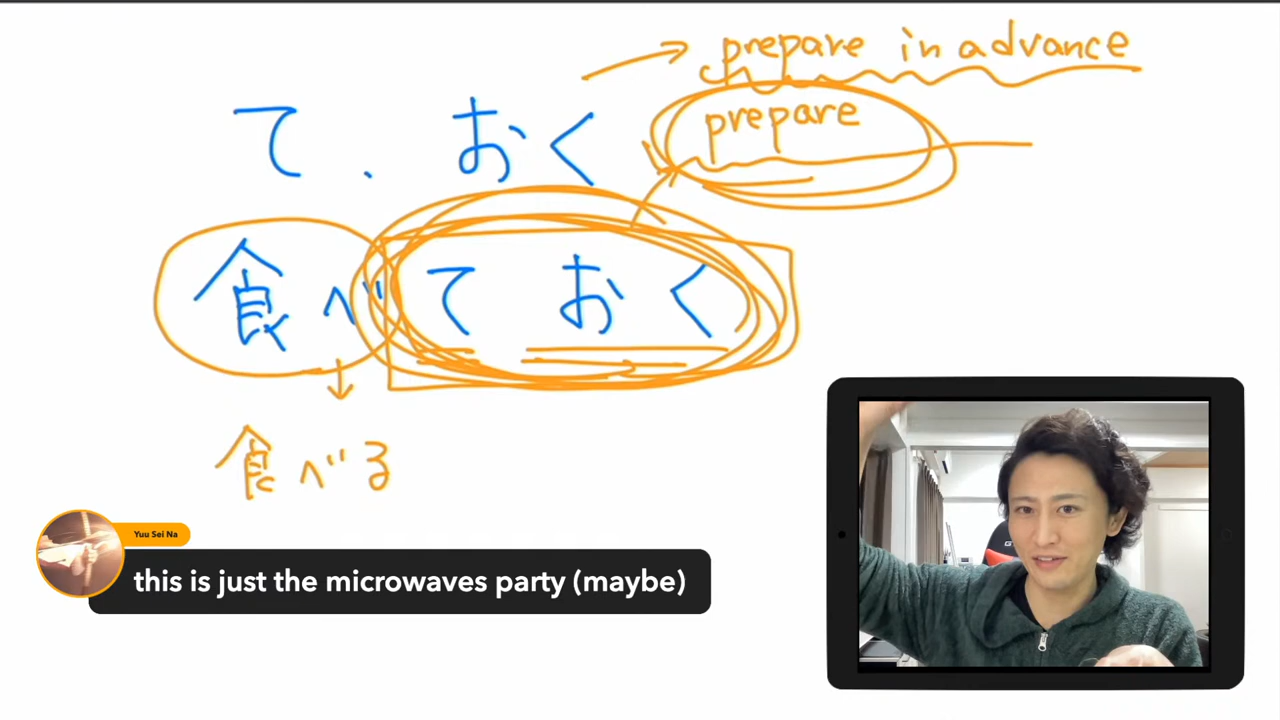 prepare in advance
prepare
て.おく
食べておく
食べる
Yuu Sei Na
this is just the microwaves party (maybe)